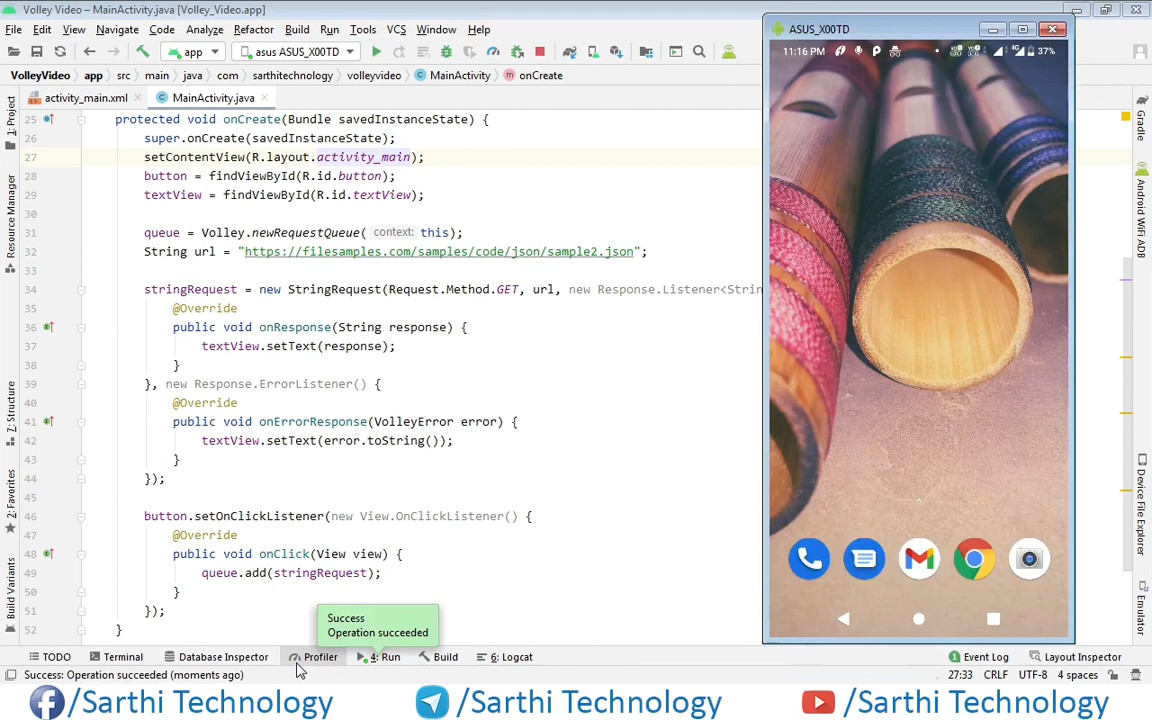 Volley Video – MainActivity.java [Volley_Video.app]
File Edit View Navigate Code Analyze Refactor Build Run Tools VCS Window Help
app
asus ASUS_X00TD
VolleyVideo app src main java com sarthitechnology volleyvideo MainActivity onCreate
activity_main.xml
MainActivity.java
25 protected void onCreate(Bundle savedInstanceState) {
26 super.onCreate(savedInstanceState);
27 setContentView(R.layout.activity_main);
28 button = findViewById(R.id.button);
29 textView = findViewById(R.id.textView);
30
31 queue = Volley.newRequestQueue( context: this);
32 String url = "https://filesamples.com/samples/code/json/sample2.json";
33
34 stringRequest = new StringRequest(Request.Method.GET, url, new Response.Listener<Strin
35 @Override
36 public void onResponse(String response) {
37 textView.setText(response);
38 }
39 }, new Response.ErrorListener() {
40 @Override
41 public void onErrorResponse(VolleyError error) {
42 textView.setText(error.toString());
43 }
44 });
45
46 button.setOnClickListener(new View.OnClickListener() {
47 @Override
48 public void onClick(View view) {
49 queue.add(stringRequest);
50 }
51 });
52 }
Success
Operation succeeded
1: Project
Resource Manager
7: Structure
2: Favorites
Build Variants
ASUS_X00TD
11:16 PM
4G
37%
Gradle
Android WiFi ADB
Device File Explorer
Emulator
TODO Terminal Database Inspector Profiler 4: Run Build 6: Logcat Event Log Layout Inspector
Success: Operation succeeded (moments ago)
27:33 CRLF UTF-8 4 spaces
/Sarthi Technology /Sarthi Technology /Sarthi Technology